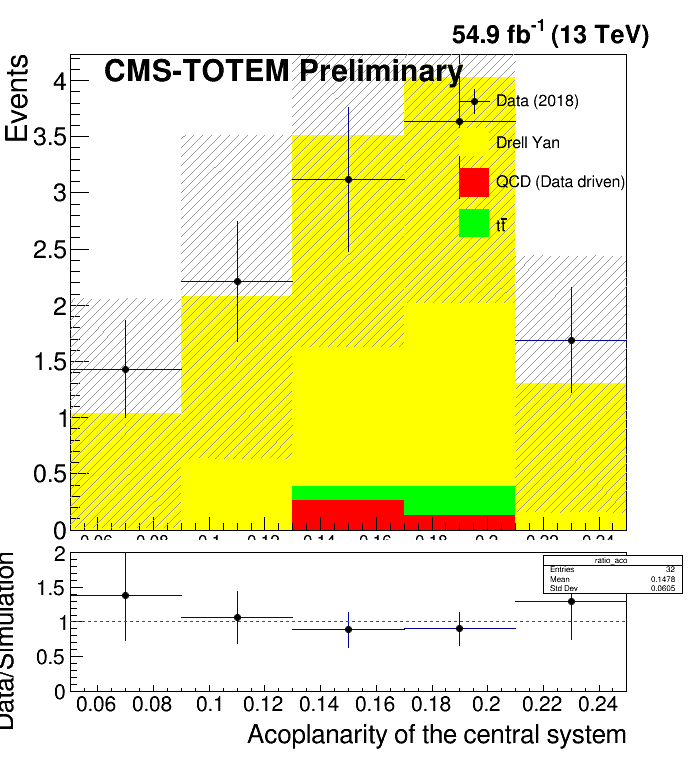 54.9 fb-1 (13 TeV)
CMS-TOTEM Preliminary
Events
4
3.5
3
2.5
2
1.5
1
0.5
0
Data (2018)
Drell Yan
QCD (Data driven)
tt̄
0.06 0.08 0.1 0.12 0.14 0.16 0.18 0.2 0.22 0.24
Data/Simulation
2
1.5
1
0.5
0
ratio_aco
Entries 32
Mean 0.1478
Std Dev 0.0605
0.06 0.08 0.1 0.12 0.14 0.16 0.18 0.2 0.22 0.24
Acoplanarity of the central system